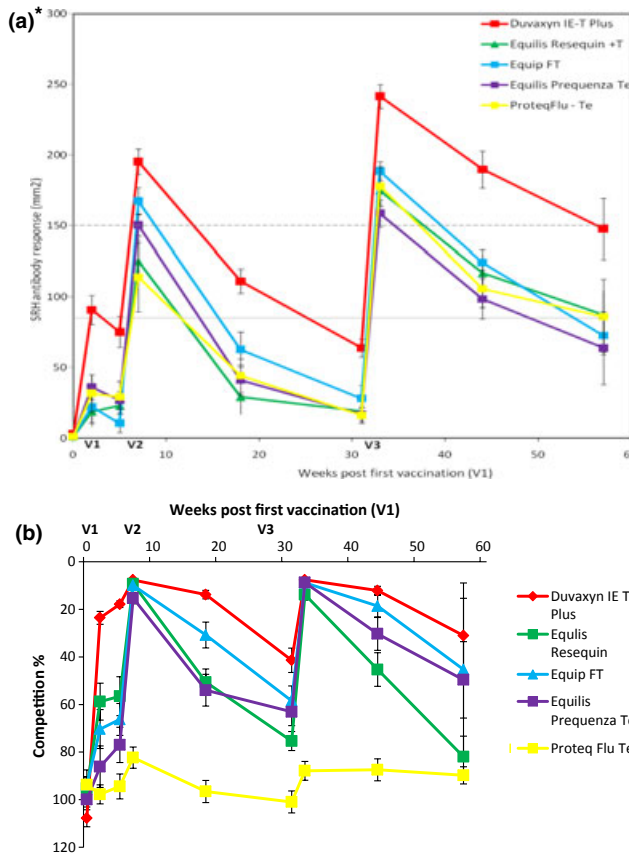 (a)*
300
250
200
150
100
50
0
SRH antibody response (mm2)
Duvaxyn IE-T Plus
Equilis Resequin +T
Equip FT
Equilis Prequenza Te
ProteqFlu - Te
V1
V2
V3
0
10
20
30
40
50
60
Weeks post first vaccination (V1)
(b)
Weeks post first vaccination (V1)
V1
V2
V3
0
10
20
30
40
50
60
0
20
40
60
80
100
120
Competition %
Duvaxyn IE T
Plus
Equlis
Resequin
Equip FT
Equilis
Prequenza Te
Proteq Flu Te